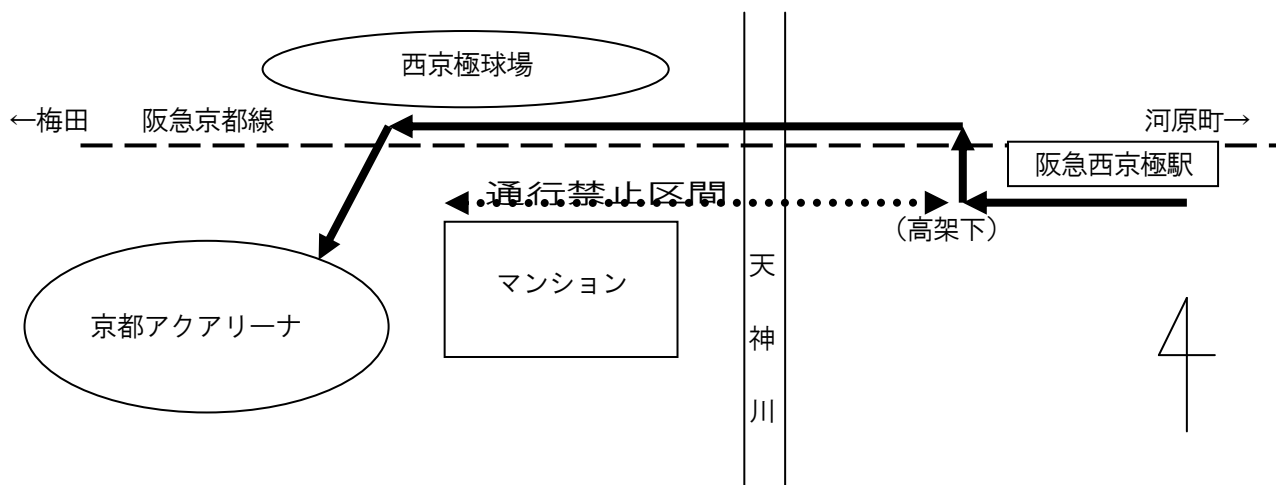 西京極球場
←梅田
阪急京都線
河原町→
阪急西京極駅
通行禁止区間
(高架下)
マンション
天神川
京都アクアリーナ